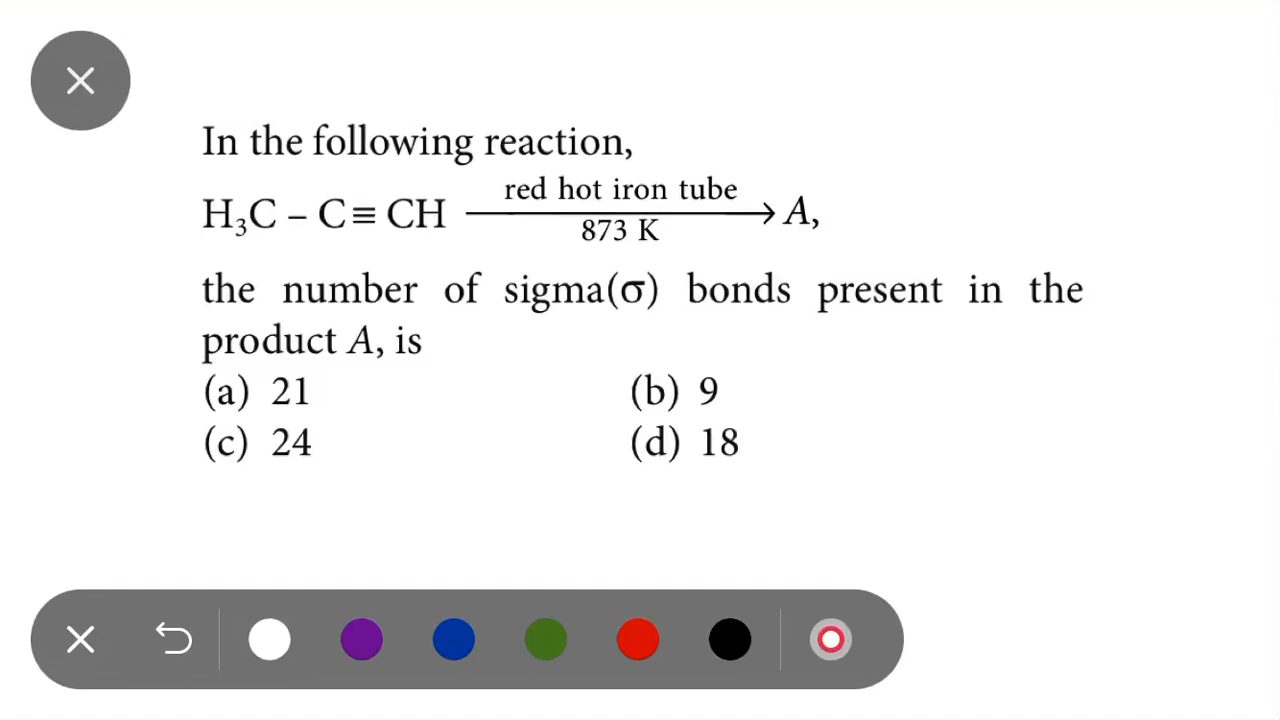 In the following reaction,
H₃C – C ≡ CH red hot iron tube 873 K → A,
the number of sigma(σ) bonds present in the
product A, is
(a) 21 (b) 9
(c) 24 (d) 18